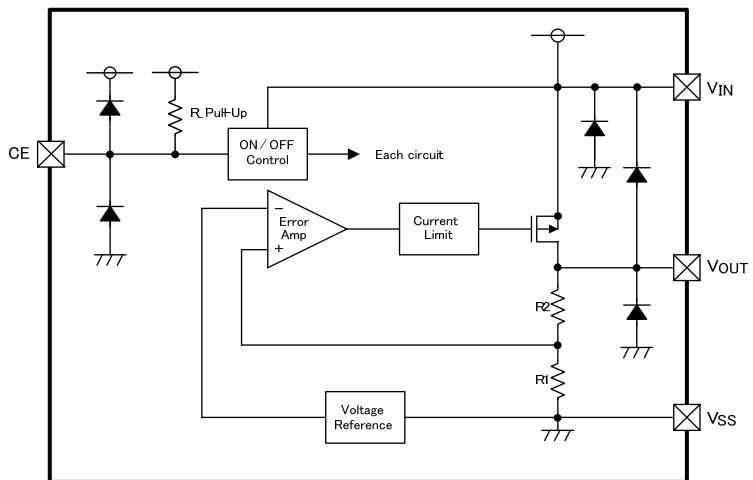 VIN
R_Pull-Up
CE
ON/OFF
Control
Each circuit
−
Error
Amp
+
Current
Limit
VOUT
R2
R1
Voltage
Reference
VSS